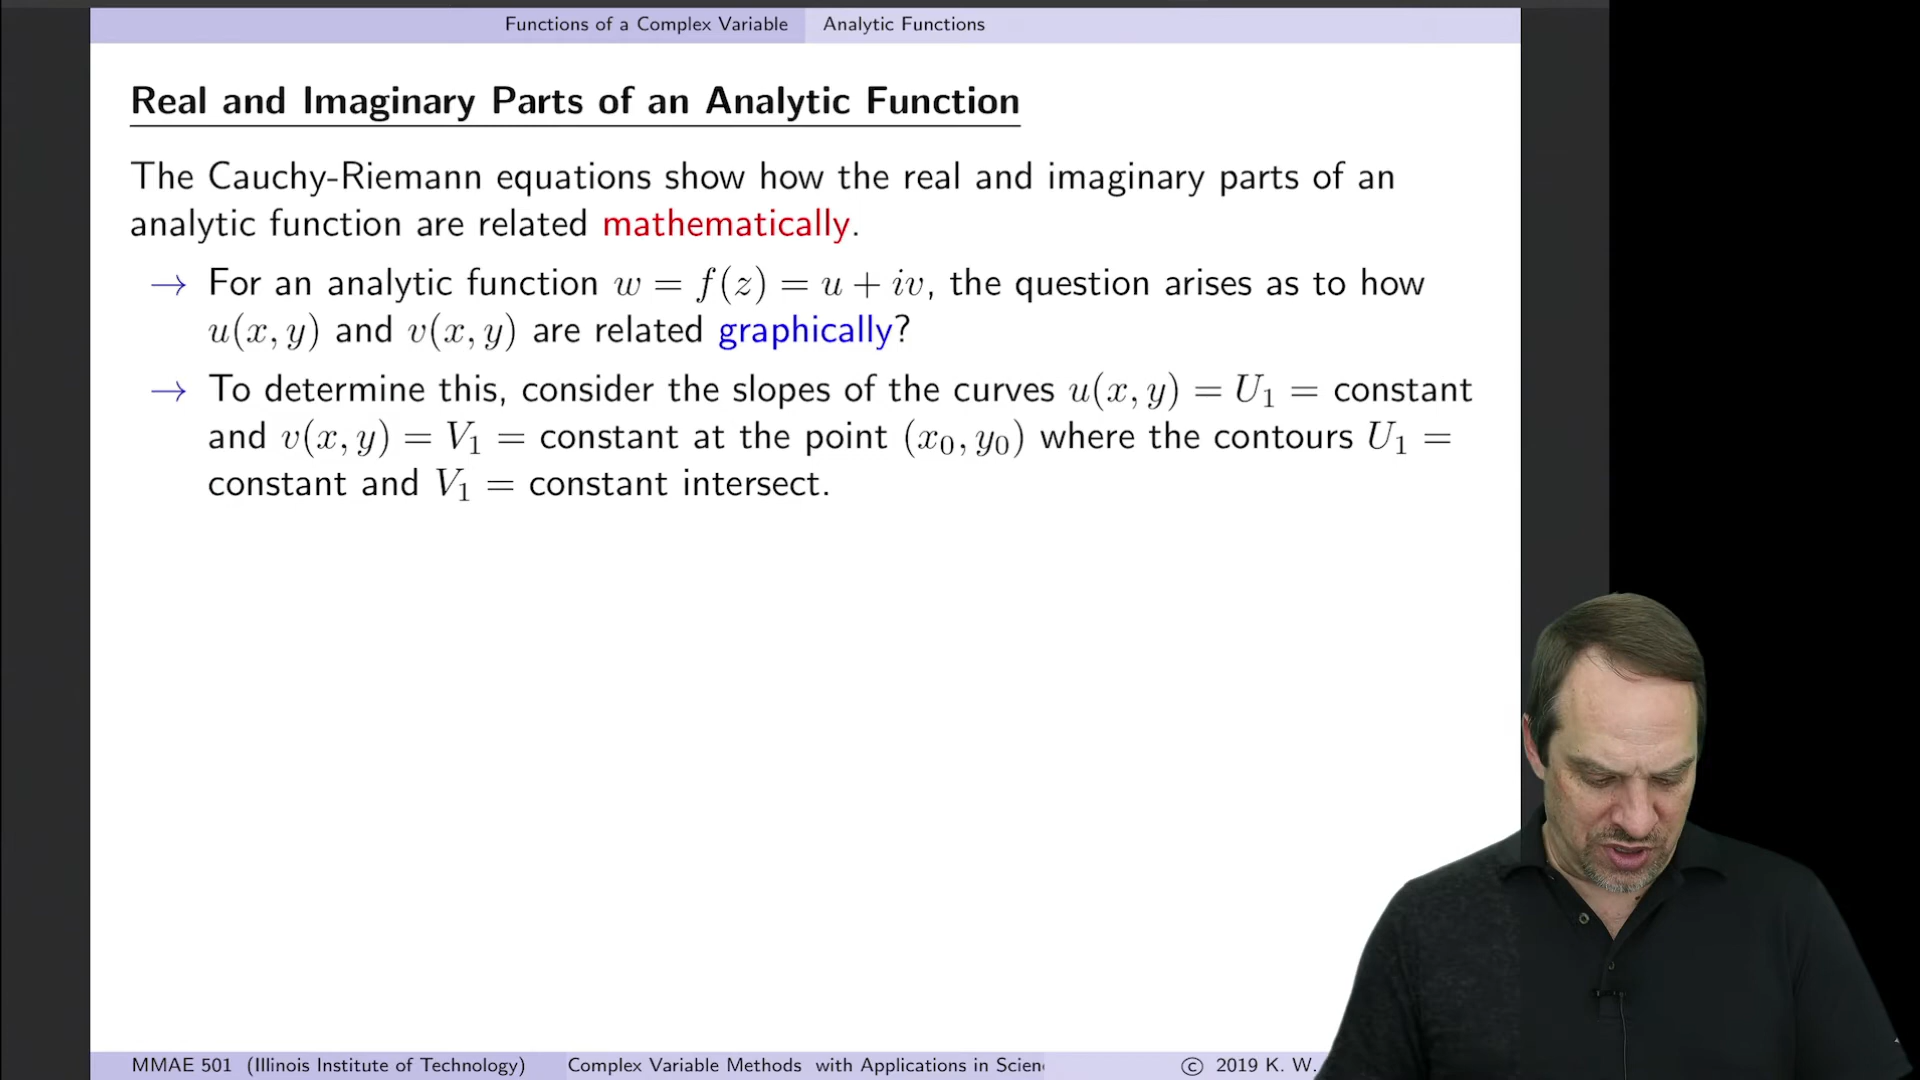 Functions of a Complex Variable Analytic Functions
Real and Imaginary Parts of an Analytic Function
The Cauchy-Riemann equations show how the real and imaginary parts of an
analytic function are related mathematically.
→ For an analytic function w = f(z) = u + iv, the question arises as to how
u(x, y) and v(x, y) are related graphically?
→ To determine this, consider the slopes of the curves u(x, y) = U₁ = constant
and v(x, y) = V₁ = constant at the point (x₀, y₀) where the contours U₁ =
constant and V₁ = constant intersect.
MMAE 501 (Illinois Institute of Technology) Complex Variable Methods with Applications in Scien © 2019 K. W.